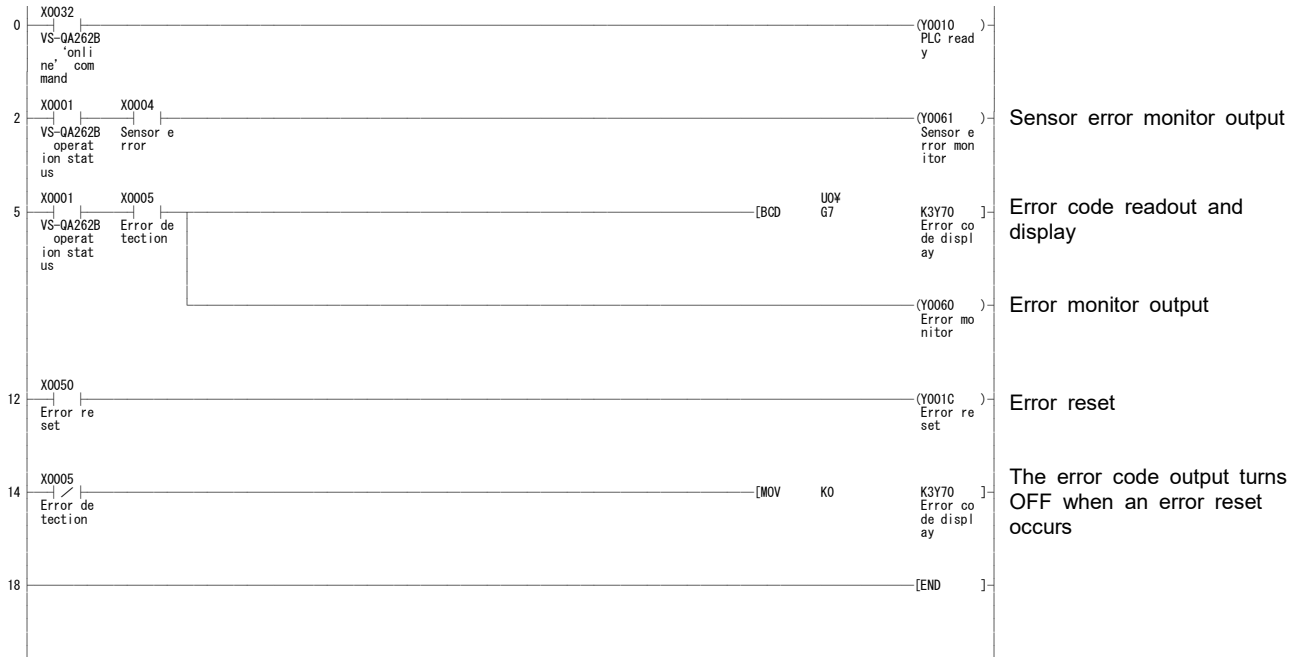 X0032
0 (Y0010 )
VS-QA262B PLC read
‘onli y
ne’ com
mand
X0001 X0004
2 (Y0061 ) Sensor error monitor output
VS-QA262B Sensor e Sensor e
operat rror rror mon
ion stat itor
us
X0001 X0005 U0¥
5 [BCD G7 K3Y70 ] Error code readout and
VS-QA262B Error de Error co display
operat tection de displ
ion stat ay
us
(Y0060 ) Error monitor output
Error mo
nitor
X0050
12 (Y001C ) Error reset
Error re Error re
set set
X0005 The error code output turns
14 [MOV K0 K3Y70 ] OFF when an error reset
Error de Error co occurs
tection de displ
ay
18 [END ]